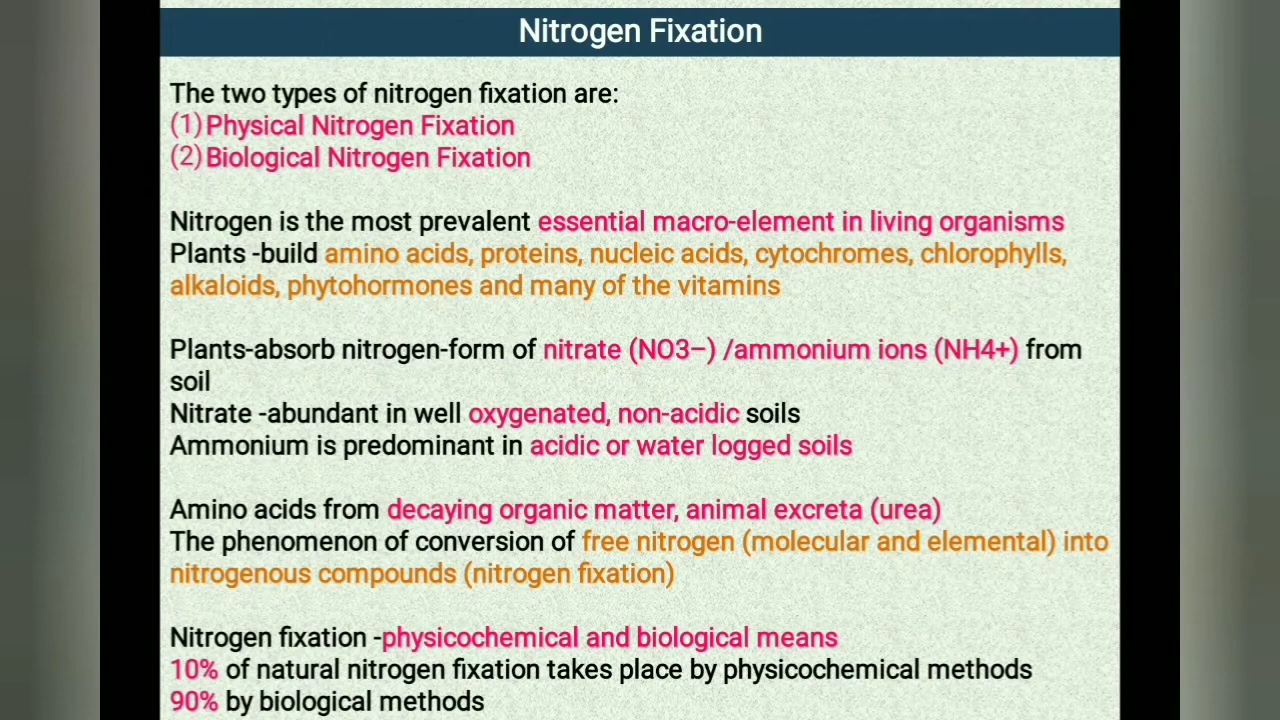 Nitrogen Fixation
The two types of nitrogen fixation are:
(1) Physical Nitrogen Fixation
(2) Biological Nitrogen Fixation
Nitrogen is the most prevalent essential macro-element in living organisms
Plants -build amino acids, proteins, nucleic acids, cytochromes, chlorophylls,
alkaloids, phytohormones and many of the vitamins
Plants-absorb nitrogen-form of nitrate (NO3–) /ammonium ions (NH4+) from
soil
Nitrate -abundant in well oxygenated, non-acidic soils
Ammonium is predominant in acidic or water logged soils
Amino acids from decaying organic matter, animal excreta (urea)
The phenomenon of conversion of free nitrogen (molecular and elemental) into
nitrogenous compounds (nitrogen fixation)
Nitrogen fixation -physicochemical and biological means
10% of natural nitrogen fixation takes place by physicochemical methods
90% by biological methods